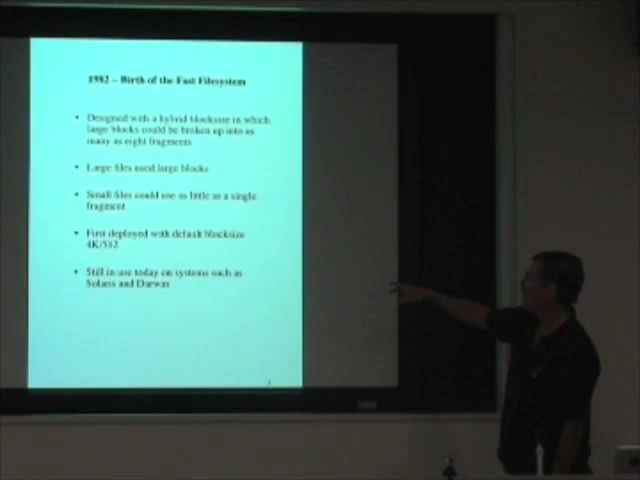 1982 – Birth of the Fast Filesystem
• Designed with a hybrid blocksize in which
large blocks could be broken up into as
many as eight fragments
• Large files used large blocks
• Small files could use as little as a single
fragment
• First deployed with default blocksize
4K/512
• Still in use today on systems such as
Solaris and Darwin